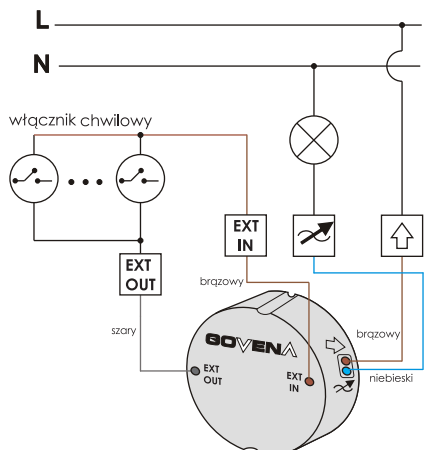 L
N
włącznik chwilowy
EXT
IN
EXT
OUT
brązowy
szary
brązowy
niebieski
GOVENA
EXT
OUT
EXT
IN